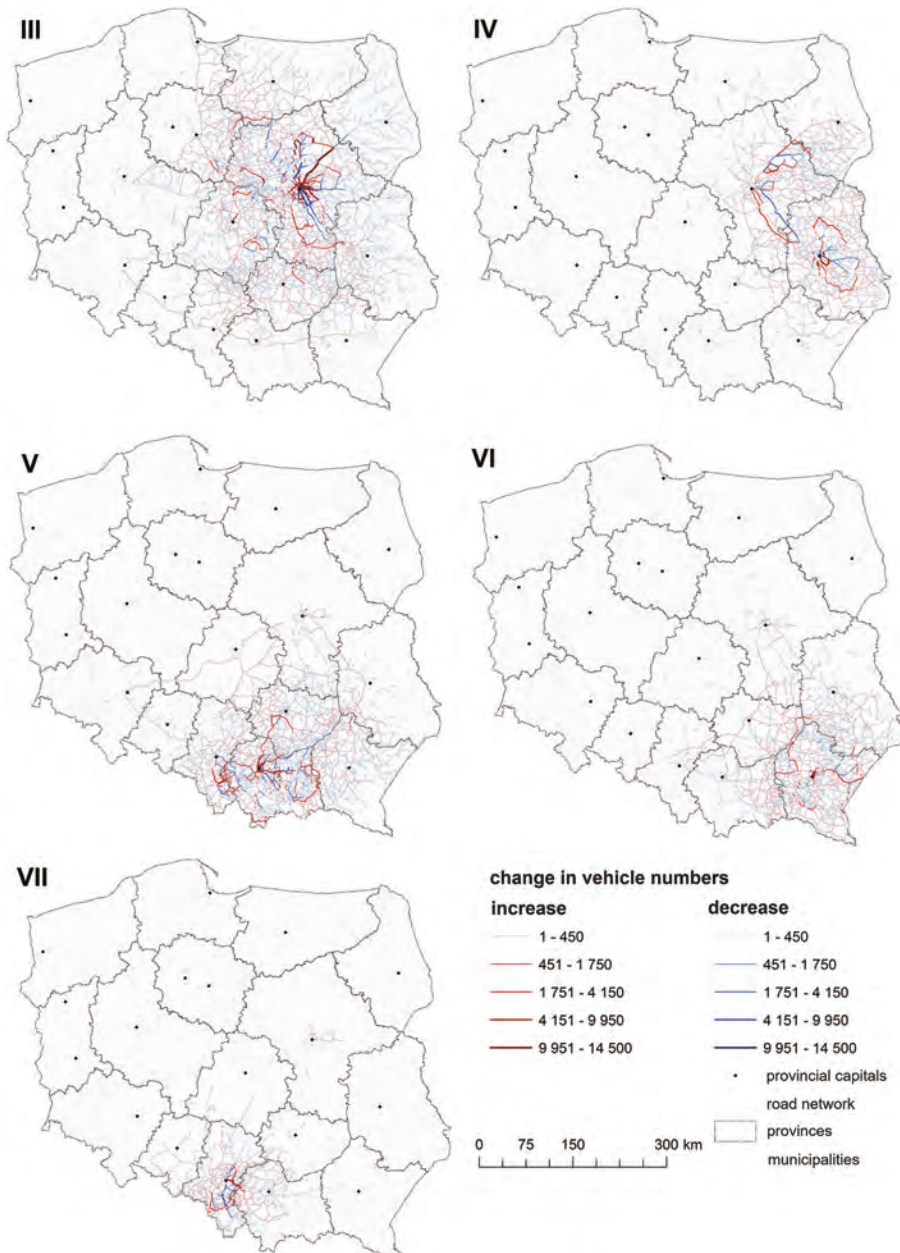 III
IV
V
VI
VII
change in vehicle numbers
increase
decrease
1 - 450
1 - 450
451 - 1 750
451 - 1 750
1 751 - 4 150
1 751 - 4 150
4 151 - 9 950
4 151 - 9 950
9 951 - 14 500
9 951 - 14 500
provincial capitals
road network
provinces
municipalities
0 75 150 300 km